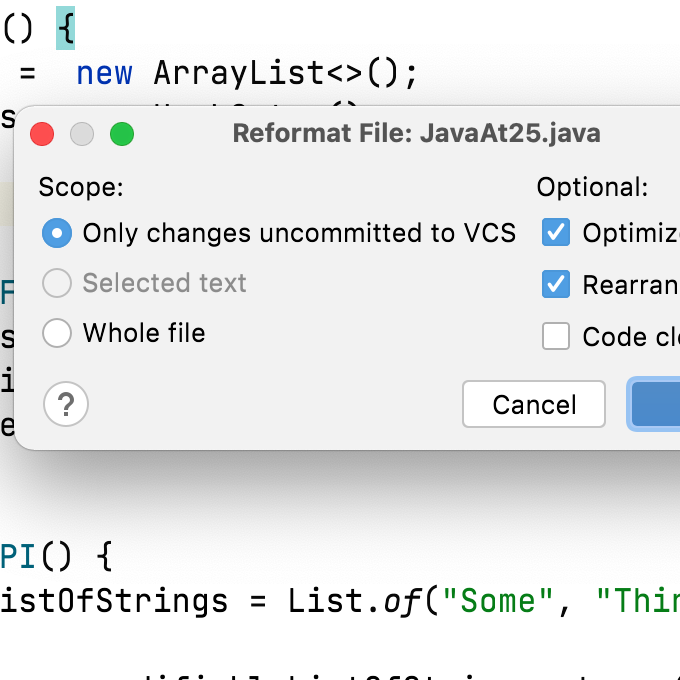 () {
= new ArrayList<>();
s
Reformat File: JavaAt25.java
Scope: Optional:
Only changes uncommitted to VCS Optimiz
Selected text Rearran
Whole file Code cl
? Cancel
F
s
i
e
PI() {
istOfStrings = List.of("Some", "Thin